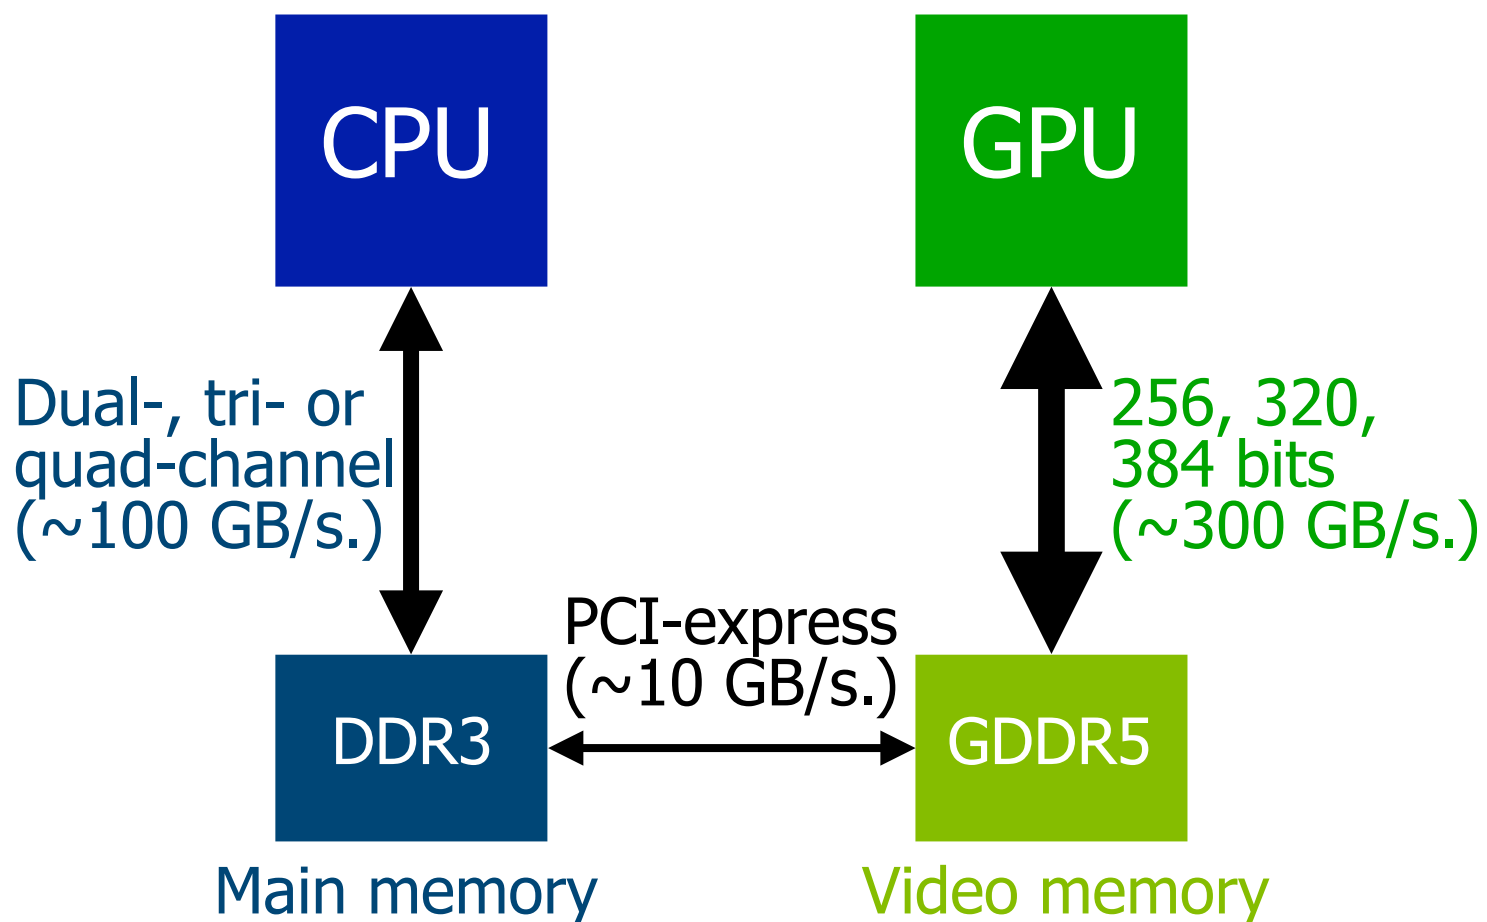 CPU
GPU
Dual-, tri- or
quad-channel
(~100 GB/s.)
256, 320,
384 bits
(~300 GB/s.)
PCI-express
(~10 GB/s.)
DDR3
GDDR5
Main memory
Video memory